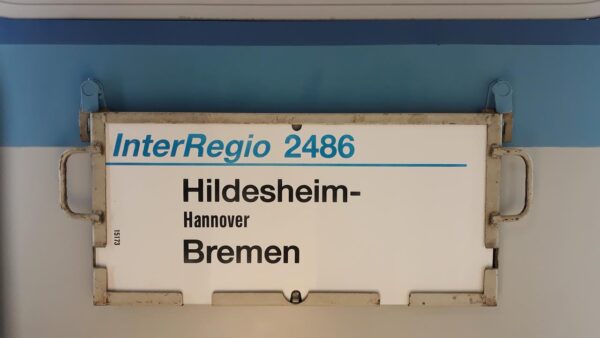 InterRegio 2486
Hildesheim-
Hannover
Bremen
15173